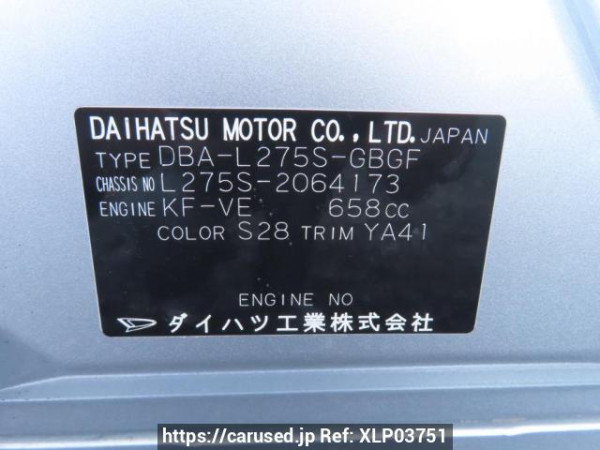 DAIHATSU MOTOR CO., LTD. JAPAN
TYPE DBA-L275S-GBGF
CHASSIS NO L275S-2064173
ENGINE KF-VE 658CC
COLOR S28 TRIM YA41
ENGINE NO
ダイハツ工業株式会社
https://carused.jp Ref: XLP03751